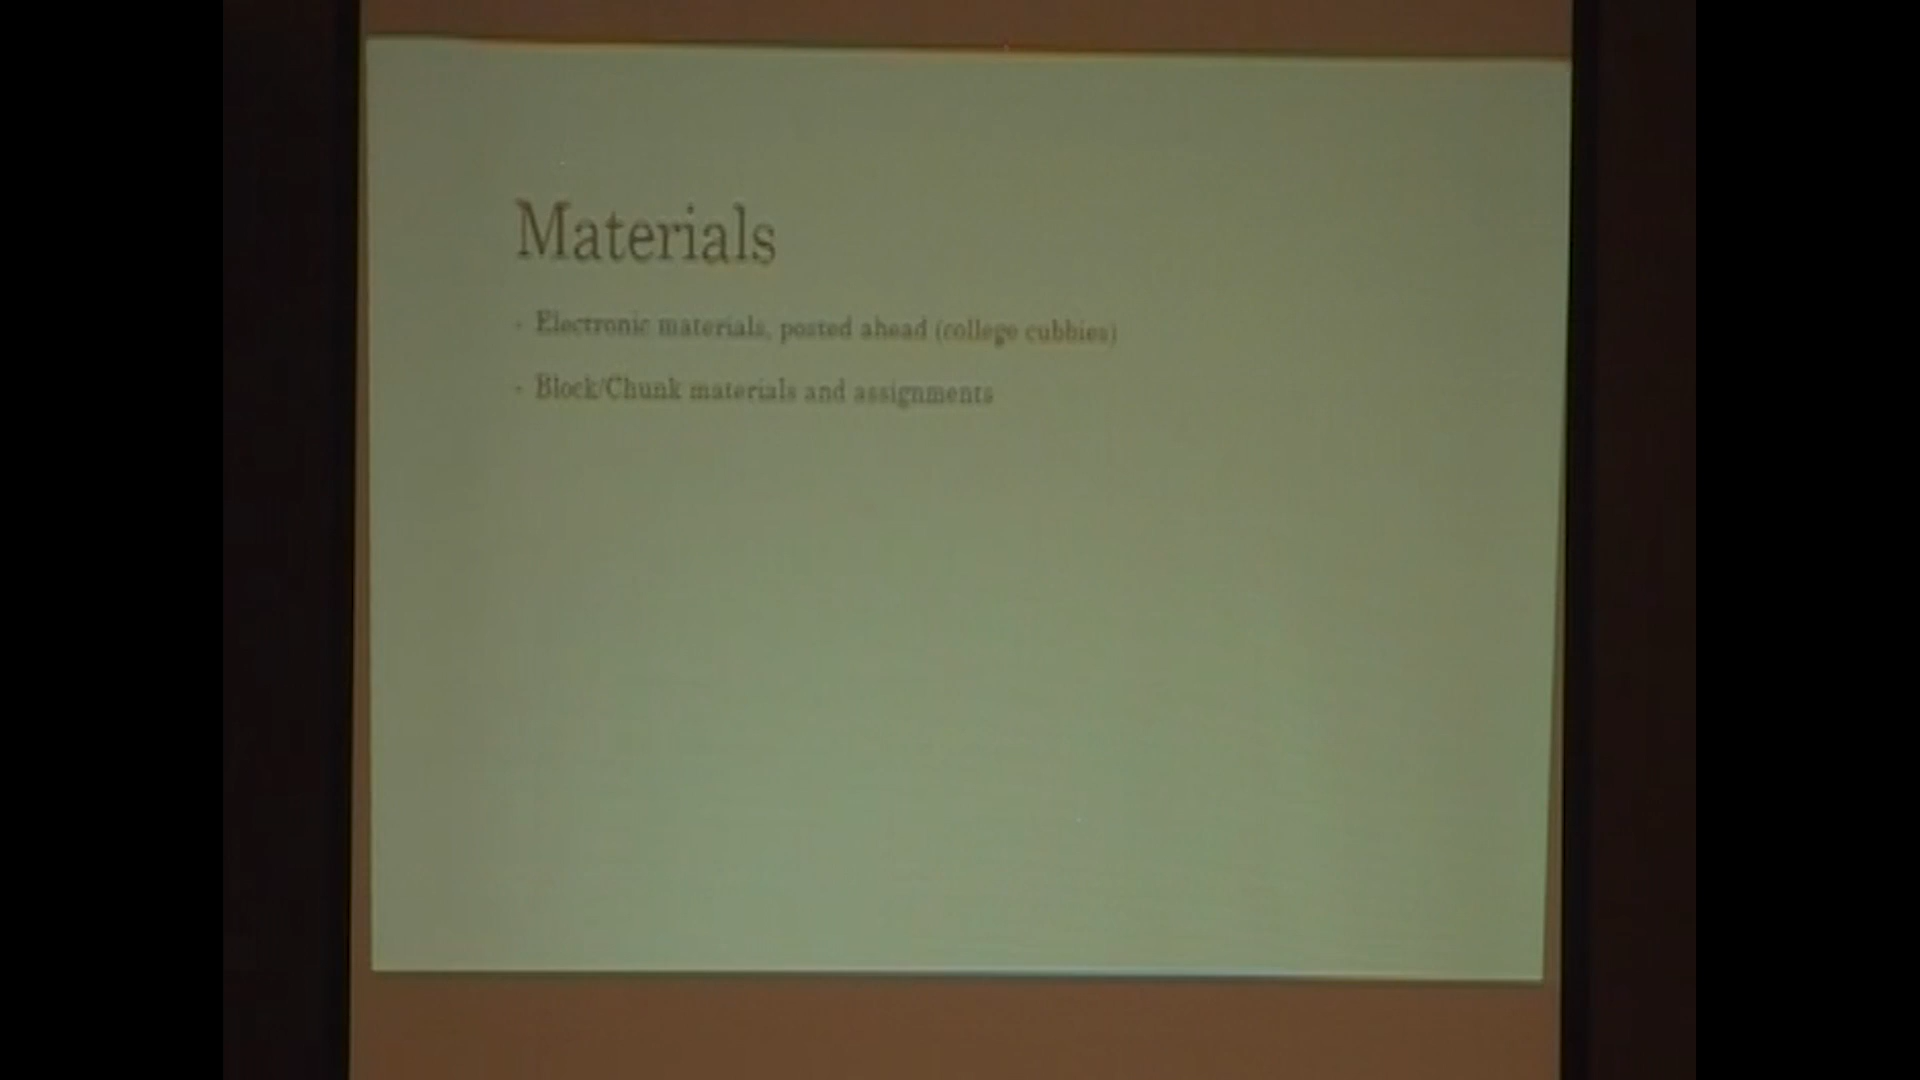 Materials
- Electronic materials, posted ahead (college cubbies)
- Block/Chunk materials and assignments